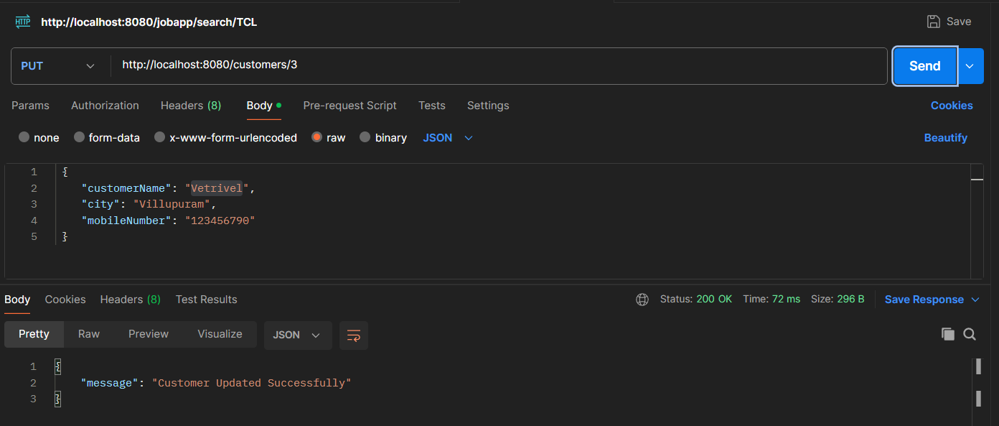 HTTP http://localhost:8080/jobapp/search/TCL Save
PUT http://localhost:8080/customers/3 Send
Params Authorization Headers (8) Body Pre-request Script Tests Settings Cookies
none form-data x-www-form-urlencoded raw binary JSON Beautify
1 {
2 "customerName": "Vetrivel",
3 "city": "Villupuram",
4 "mobileNumber": "123456790"
5 }
Body Cookies Headers (8) Test Results Status: 200 OK Time: 72 ms Size: 296 B Save Response
Pretty Raw Preview Visualize JSON
1 {
2 "message": "Customer Updated Successfully"
3 }